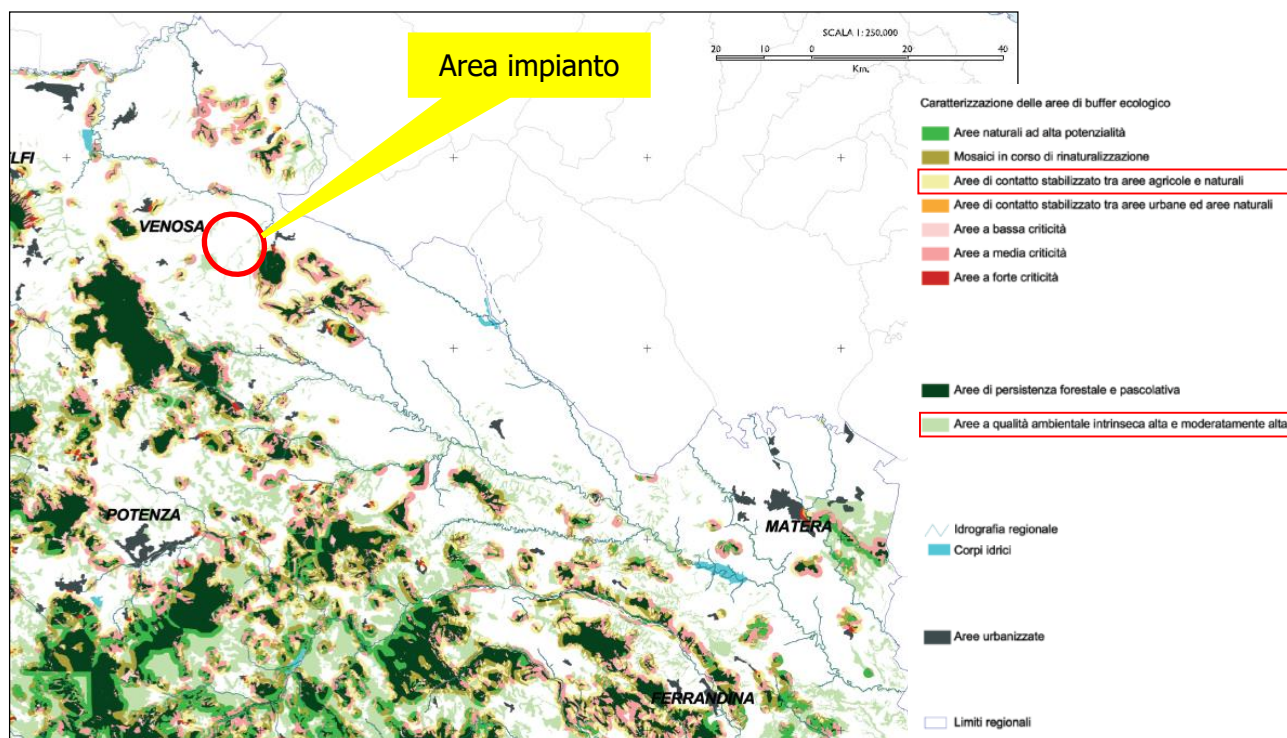 SCALA 1: 250.000
20 10 0 20 40
Km.
Area impianto
Caratterizzazione delle aree di buffer ecologico
Aree naturali ad alta potenzialità
Mosaici in corso di rinaturalizzazione
Aree di contatto stabilizzato tra aree agricole e naturali
Aree di contatto stabilizzato tra aree urbane ed aree naturali
Aree a bassa criticità
Aree a media criticità
Aree a forte criticità
Aree di persistenza forestale e pascolativa
Aree a qualità ambientale intrinseca alta e moderatamente alta
Idrografia regionale
Corpi idrici
Aree urbanizzate
Limiti regionali
LFI
VENOSA
POTENZA
MATERA
FERRANDINA